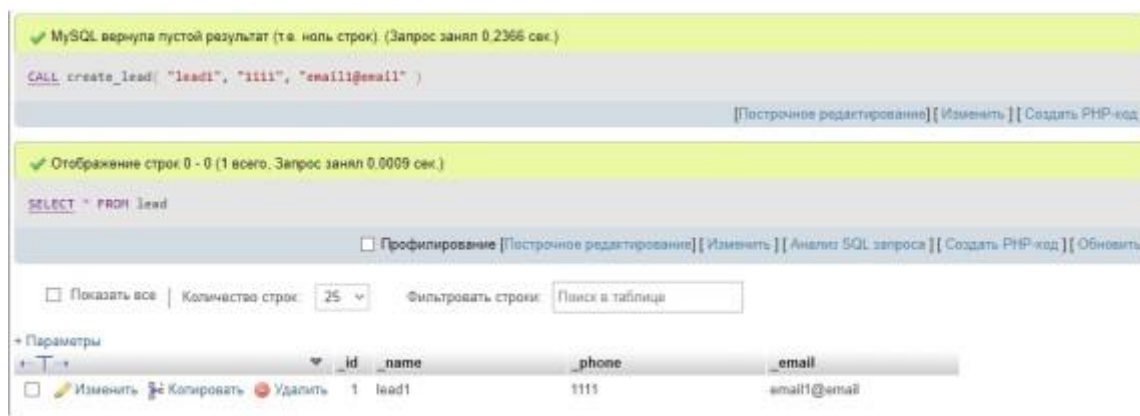 MySQL вернула пустой результат (т.е. ноль строк). (Запрос занял 0,2366 сек.)
CALL create_lead( "lead1", "1111", "email1@email" )
[Построчное редактирование] [ Изменить ] [ Создать PHP-код
Отображение строк 0 - 0 (1 всего, Запрос занял 0,0009 сек.)
SELECT * FROM lead
Профилирование [Построчное редактирование] [ Изменить ] [ Анализ SQL запроса ] [ Создать PHP-код ] [ Обновить
Показать все | Количество строк: 25 Фильтровать строки: Поиск в таблице
+ Параметры
_id _name _phone _email
Изменить Копировать Удалить 1 lead1 1111 email1@email